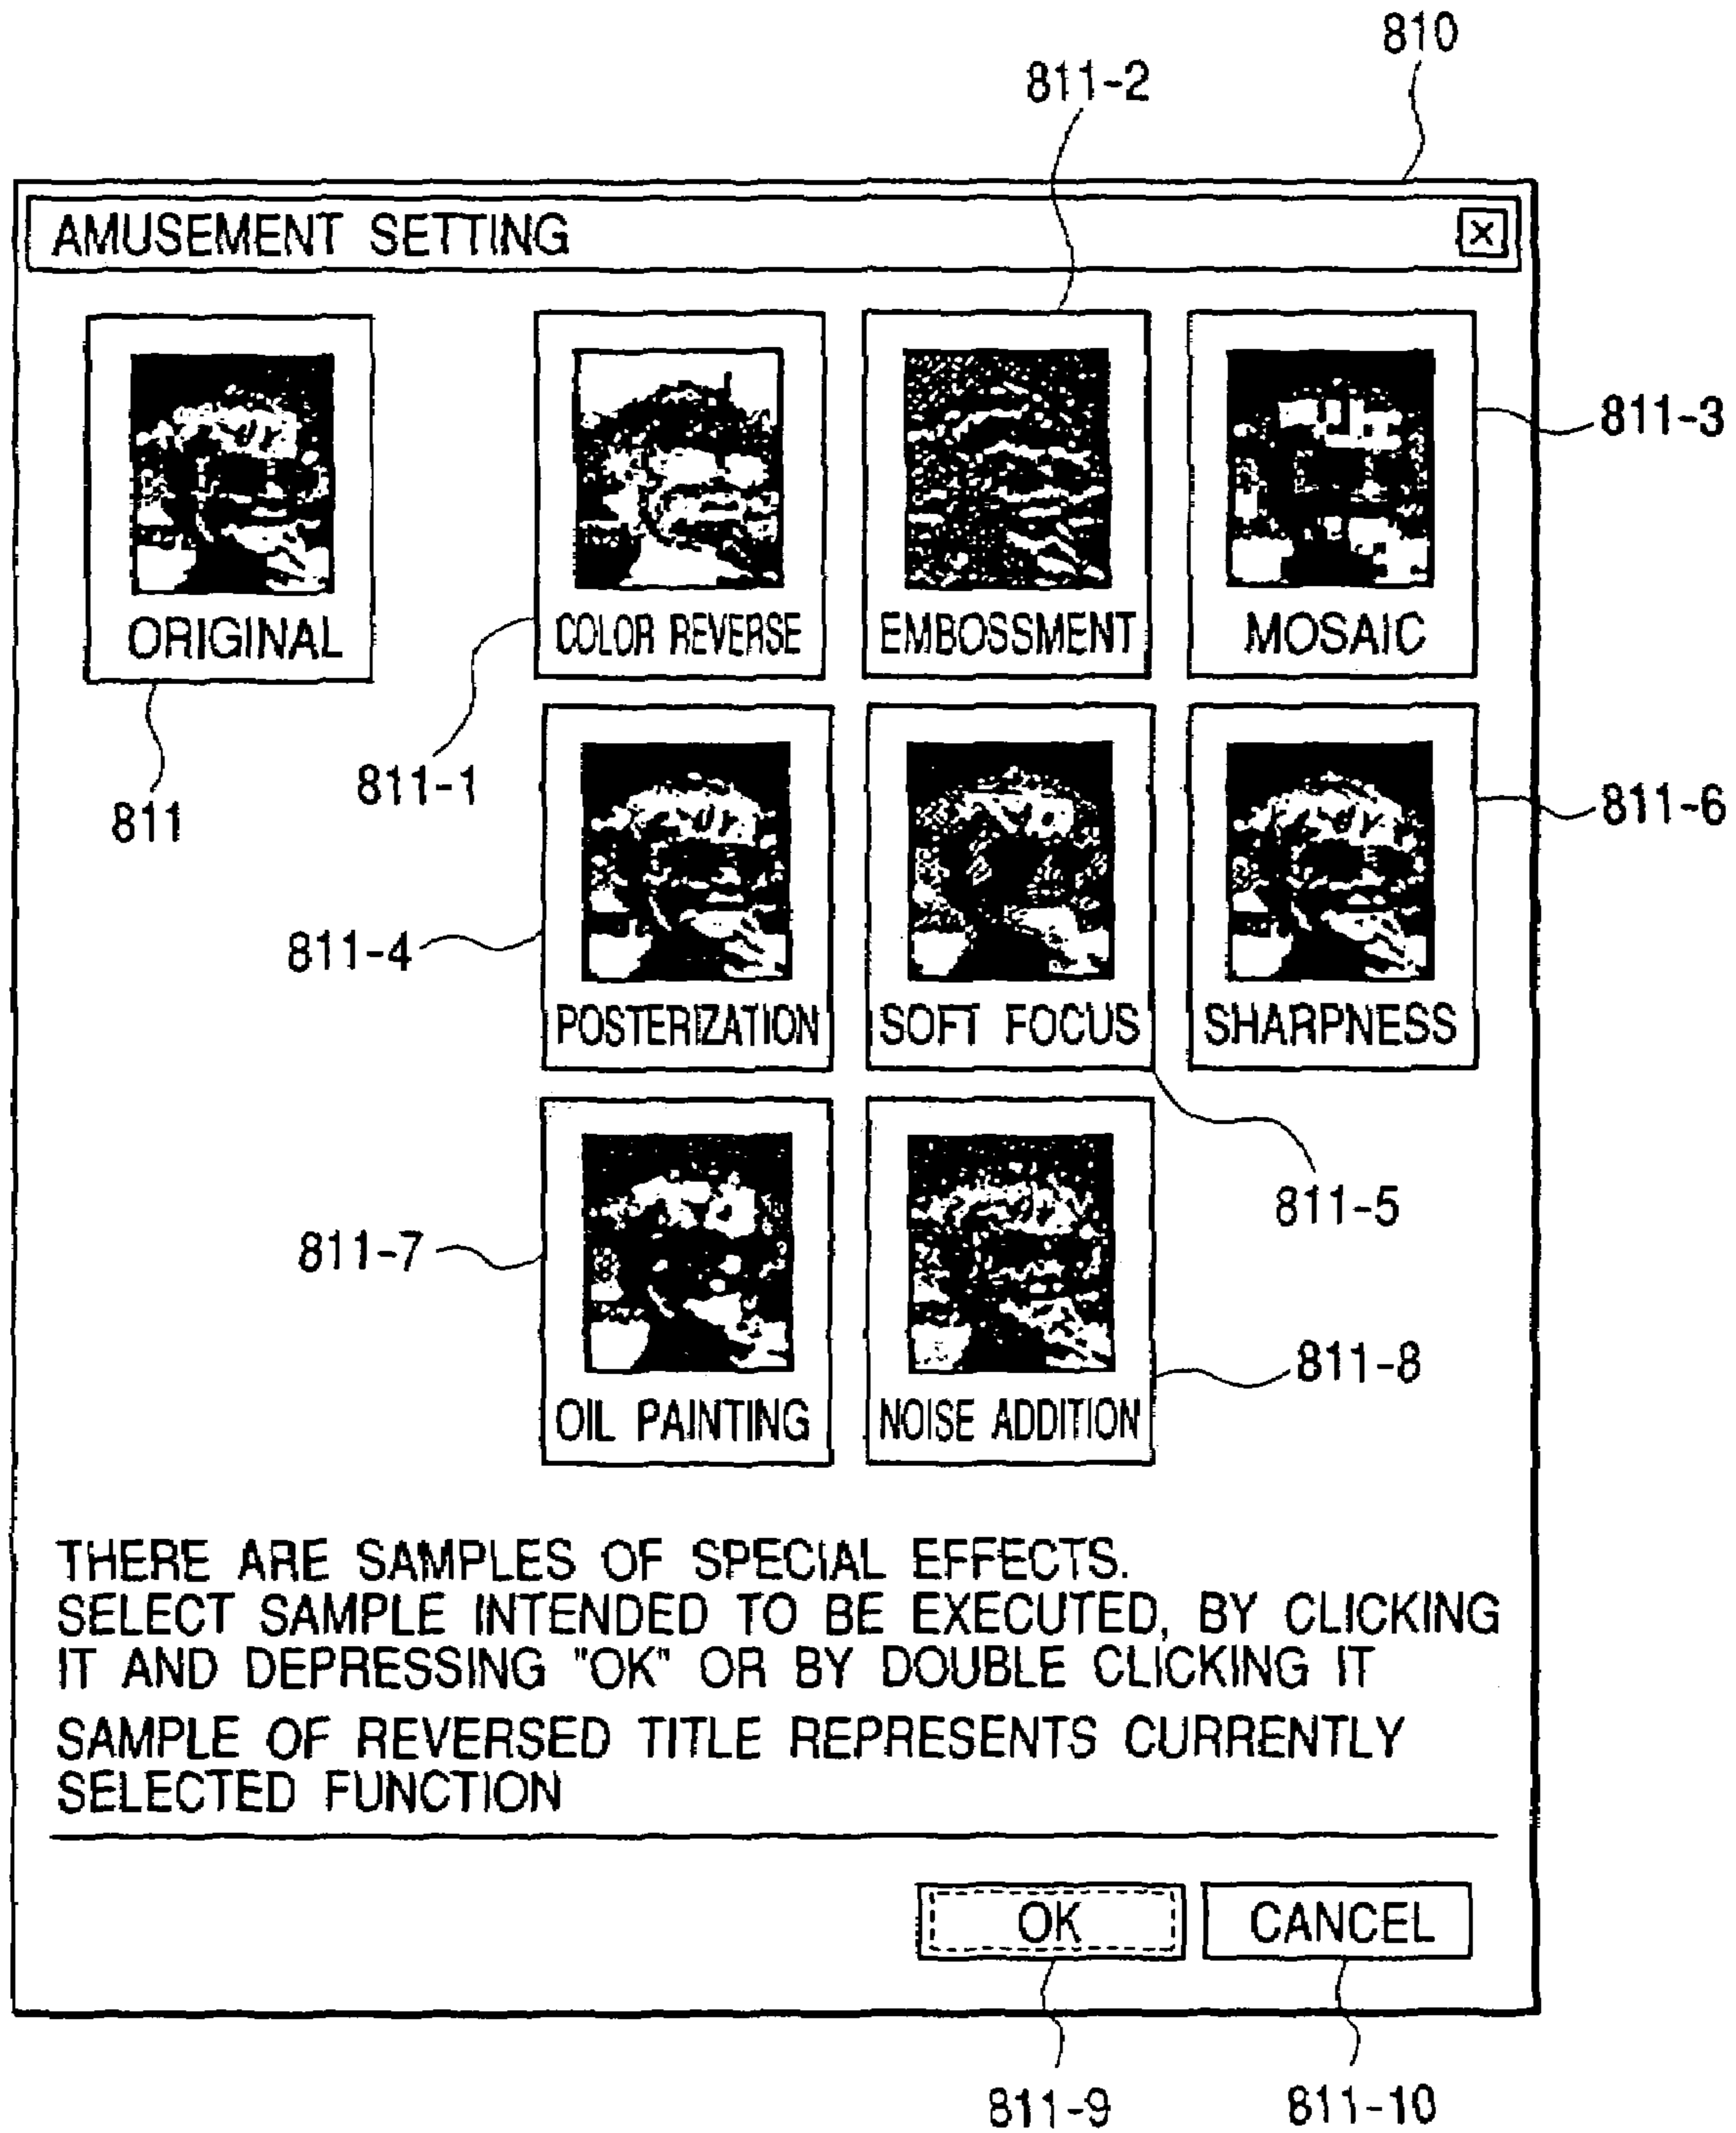 810
811-2
AMUSEMENT SETTING
X
811-3
ORIGINAL
COLOR REVERSE
EMBOSSMENT
MOSAIC
811-1
811
811-6
811-4
POSTERIZATION
SOFT FOCUS
SHARPNESS
811-5
811-7
811-8
OIL PAINTING
NOISE ADDITION
THERE ARE SAMPLES OF SPECIAL EFFECTS.
SELECT SAMPLE INTENDED TO BE EXECUTED, BY CLICKING
IT AND DEPRESSING "OK" OR BY DOUBLE CLICKING IT
SAMPLE OF REVERSED TITLE REPRESENTS CURRENTLY
SELECTED FUNCTION
OK
CANCEL
811-9
811-10